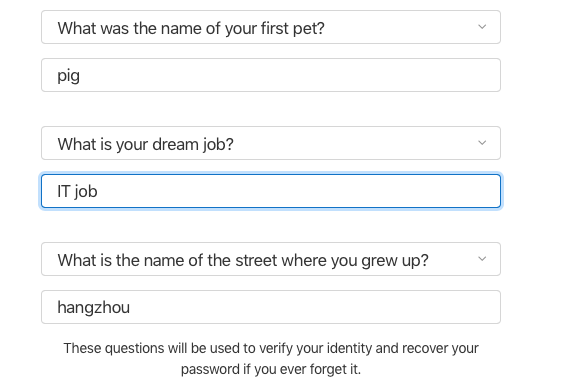 What was the name of your first pet?
pig
What is your dream job?
IT job
What is the name of the street where you grew up?
hangzhou
These questions will be used to verify your identity and recover your
password if you ever forget it.